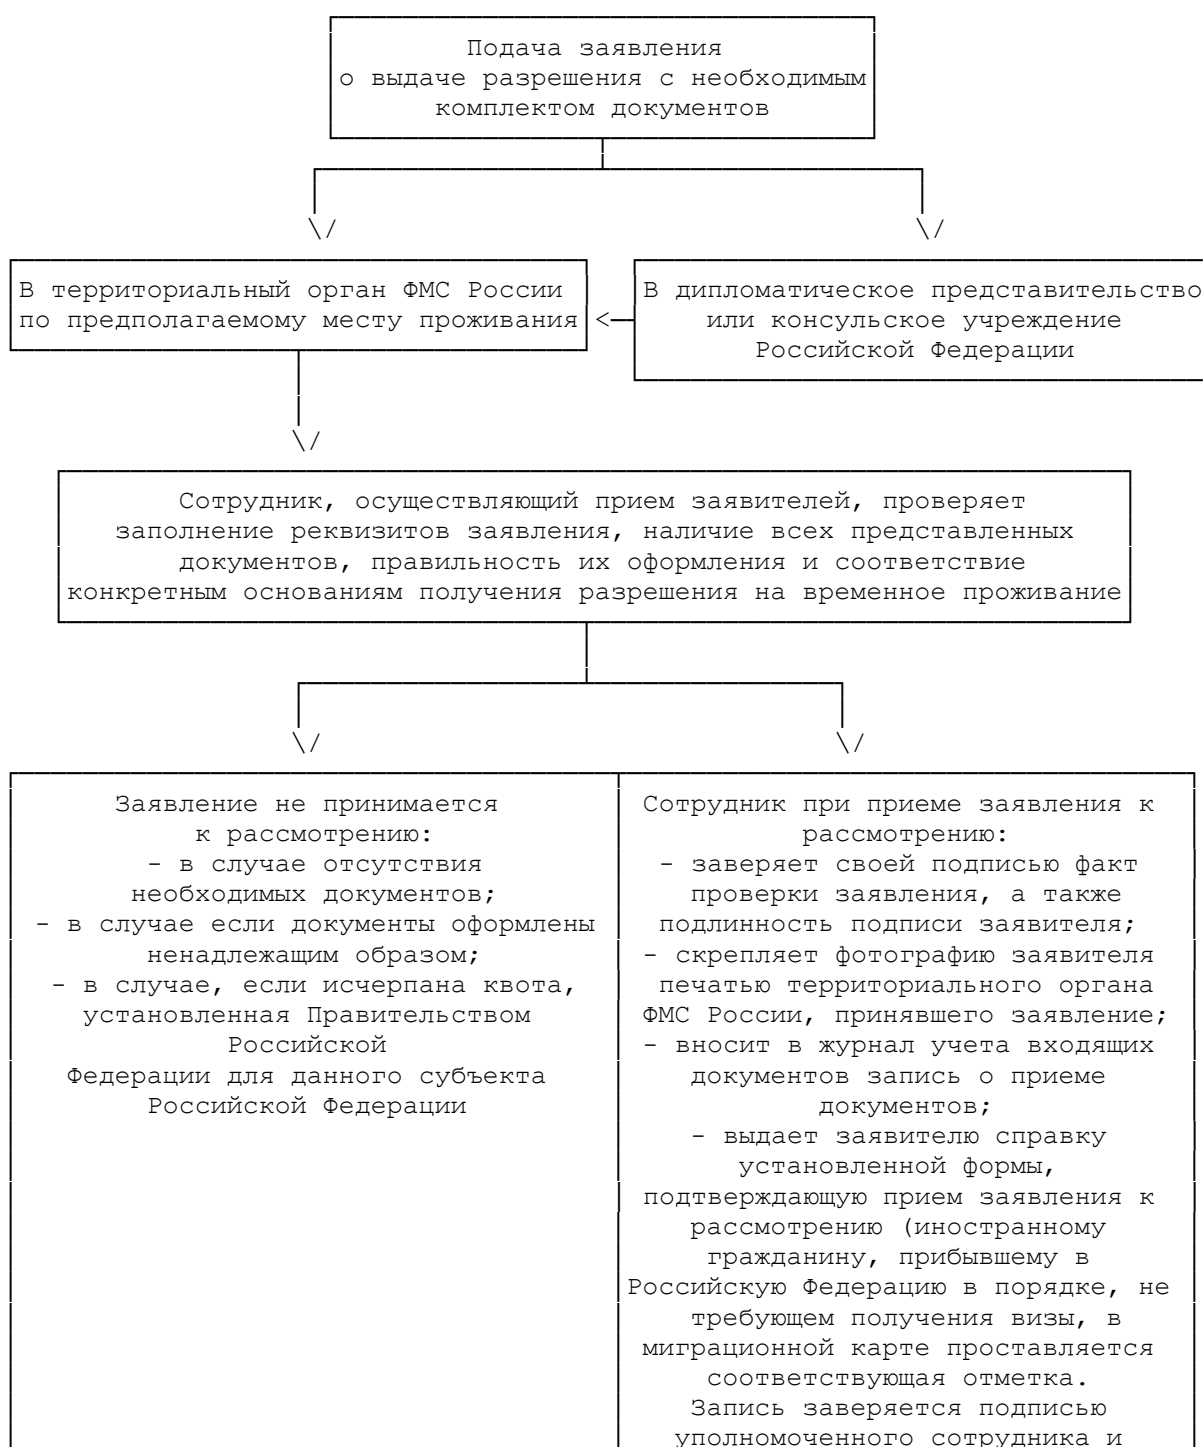 Подача заявления
о выдаче разрешения с необходимым
комплектом документов
В территориальный орган ФМС России
по предполагаемому месту проживания
В дипломатическое представительство
или консульское учреждение
Российской Федерации
Сотрудник, осуществляющий прием заявителей, проверяет
заполнение реквизитов заявления, наличие всех представленных
документов, правильность их оформления и соответствие
конкретным основаниям получения разрешения на временное проживание
Заявление не принимается
к рассмотрению:
- в случае отсутствия
необходимых документов;
- в случае если документы оформлены
ненадлежащим образом;
- в случае, если исчерпана квота,
установленная Правительством
Российской
Федерации для данного субъекта
Российской Федерации
Сотрудник при приеме заявления к
рассмотрению:
- заверяет своей подписью факт
проверки заявления, а также
подлинность подписи заявителя;
- скрепляет фотографию заявителя
печатью территориального органа
ФМС России, принявшего заявление;
- вносит в журнал учета входящих
документов запись о приеме
документов;
- выдает заявителю справку
установленной формы,
подтверждающую прием заявления к
рассмотрению (иностранному
гражданину, прибывшему в
Российскую Федерацию в порядке, не
требующем получения визы, в
миграционной карте проставляется
соответствующая отметка.
Запись заверяется подписью
уполномоченного сотрудника и